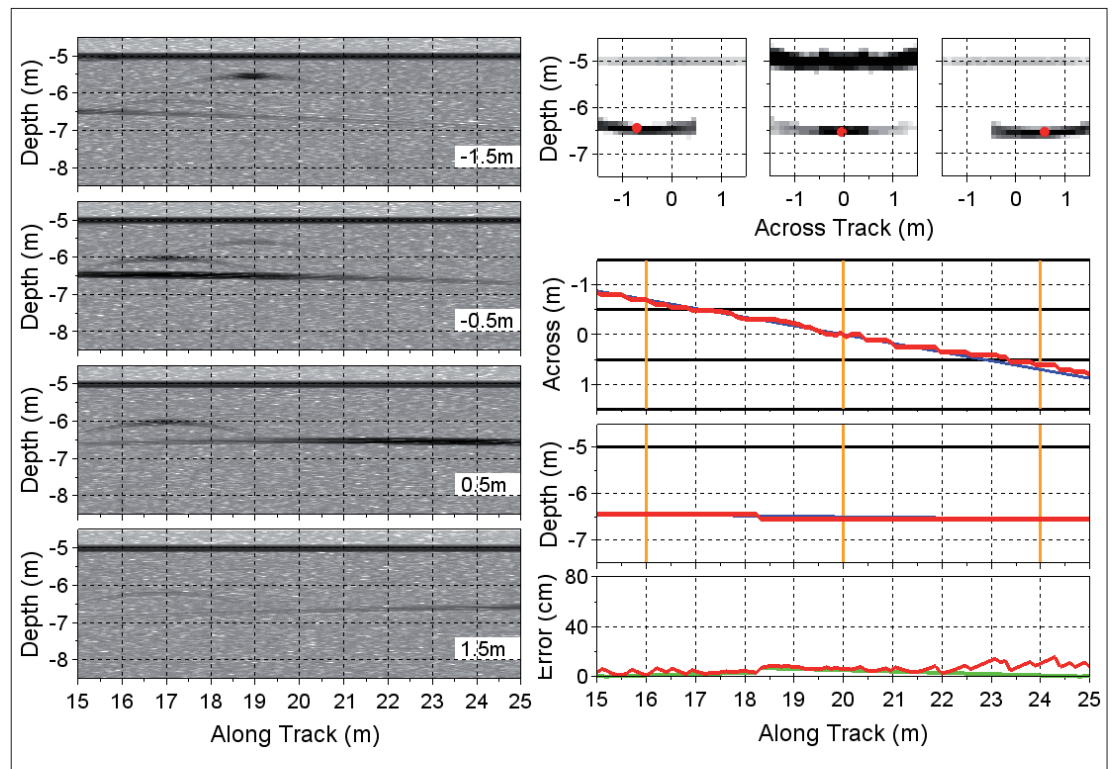 -5
-6
-7
-8
Depth (m)
-1.5m
-5
-6
-7
-8
Depth (m)
-0.5m
-5
-6
-7
-8
Depth (m)
0.5m
-5
-6
-7
-8
Depth (m)
1.5m
15 16 17 18 19 20 21 22 23 24 25
Along Track (m)
-5
-6
-7
Depth (m)
-1 0 1 -1 0 1 -1 0 1
Across Track (m)
-1
0
1
Across (m)
-5
-6
-7
Depth (m)
80
40
0
Error (cm)
15 16 17 18 19 20 21 22 23 24 25
Along Track (m)